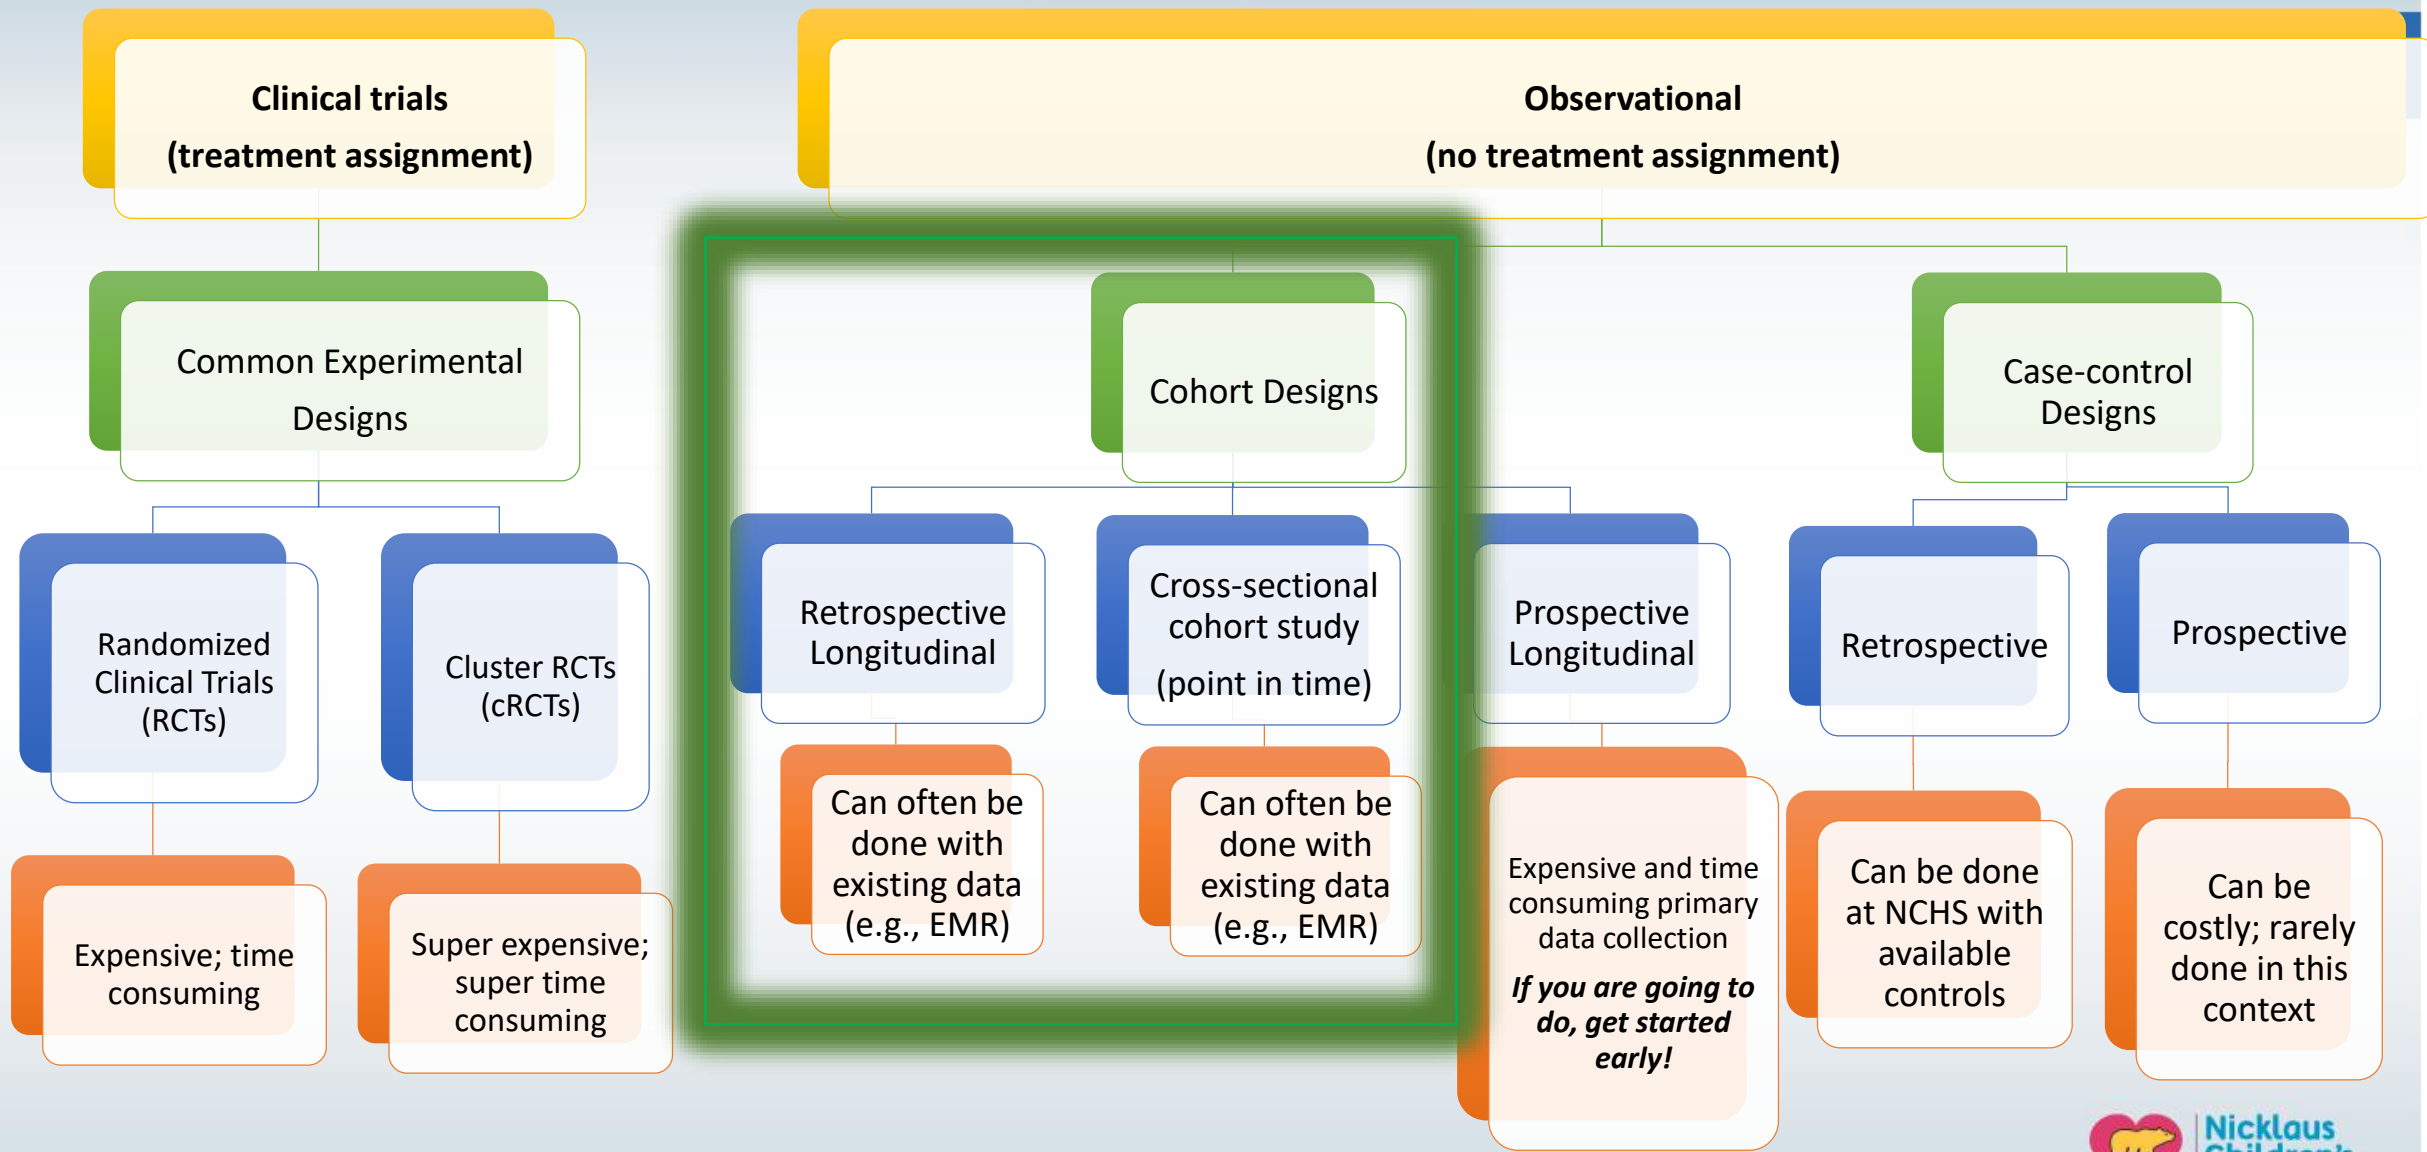 Clinical trials
(treatment assignment)
Observational
(no treatment assignment)
Common Experimental
Designs
Cohort Designs
Case-control
Designs
Randomized
Clinical Trials
(RCTs)
Cluster RCTs
(cRCTs)
Retrospective
Longitudinal
Cross-sectional
cohort study
(point in time)
Prospective
Longitudinal
Retrospective
Prospective
Expensive; time
consuming
Super expensive;
super time
consuming
Can often be
done with
existing data
(e.g., EMR)
Can often be
done with
existing data
(e.g., EMR)
Expensive and time
consuming primary
data collection
If you are going to
do, get started
early!
Can be done
at NCHS with
available
controls
Can be
costly; rarely
done in this
context
Nicklaus
Children's